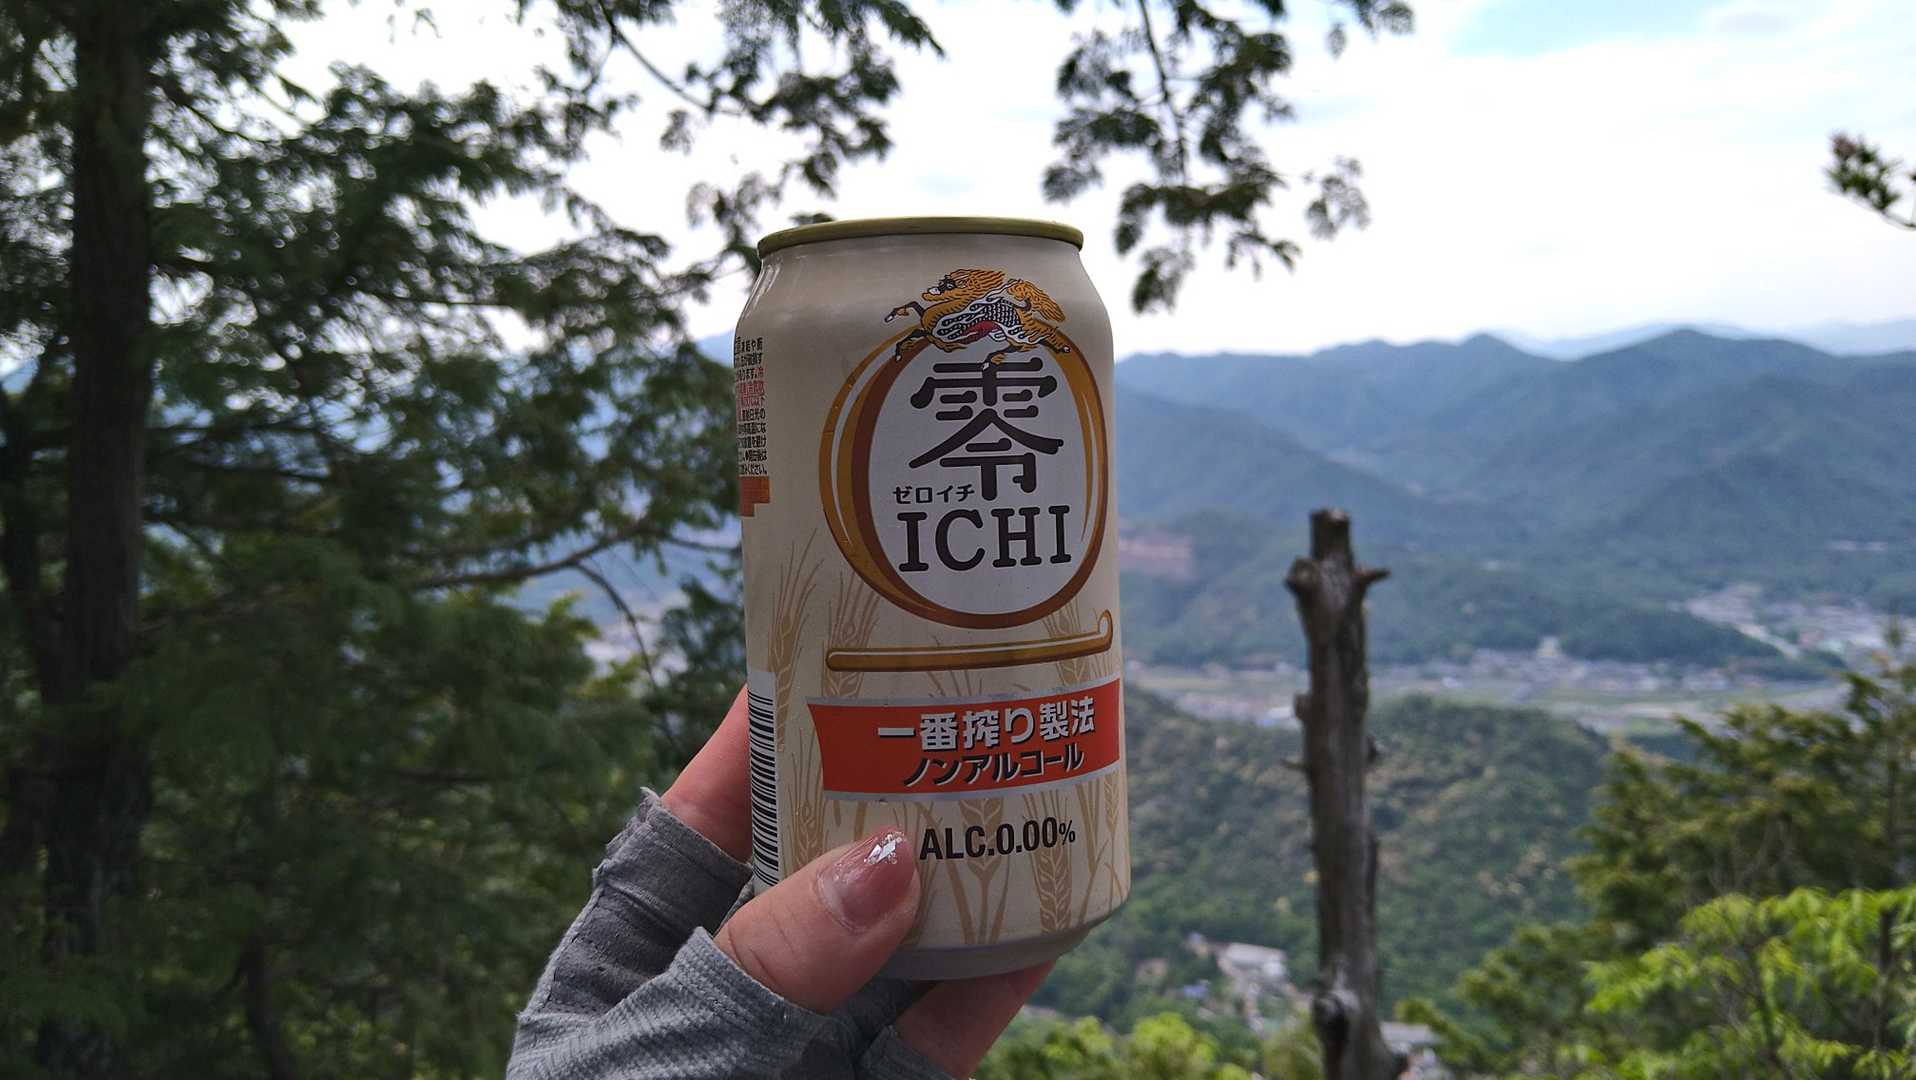 零
ゼロイチ
ICHI
一番搾り製法
ノンアルコール
ALC.0.00%